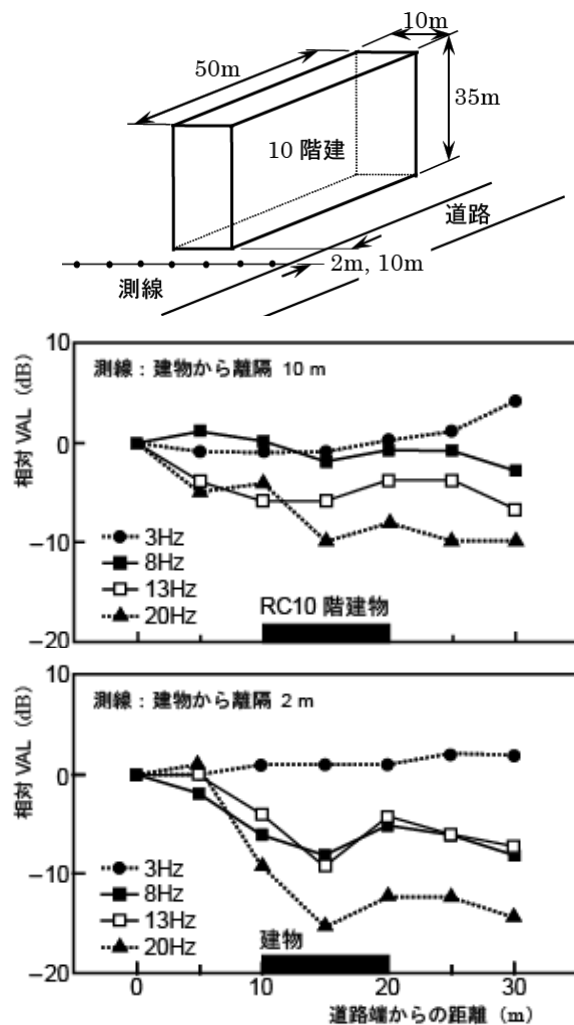 10m
50m
35m
10 階建
道路
2m, 10m
測線
10
0
−10
−20
相対 VAL (dB)
測線：建物から離隔 10 m
3Hz
8Hz
13Hz
20Hz
RC10 階建物
10
0
−10
−20
相対 VAL (dB)
測線：建物から離隔 2 m
3Hz
8Hz
13Hz
20Hz
建物
0 10 20 30
道路端からの距離 (m)